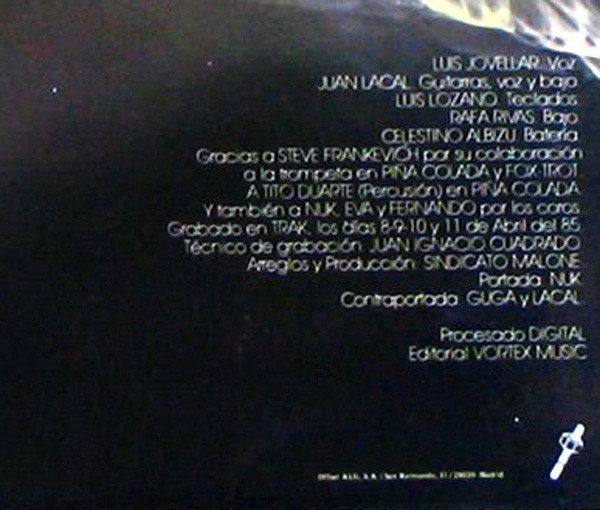 LUIS JOVELLAR. Voz
JUAN LACAL. Guitarras, voz y bajo
LUIS LOZANO. Teclados
RAFA RIVAS. Bajo
CELESTINO ALBIZU. Batería
Gracias a STEVE FRANKEVICH por su colaboración
a la trompeta en PIÑA COLADA y FOX-TROT
A TITO DUARTE (Percusión) en PIÑA COLADA
Y también a NUK, EVA y FERNANDO por los coros
Grabado en TRAK, los días 8-9-10 y 11 de Abril del 85
Técnico de grabación: JUAN IGNACIO CUADRADO
Arreglos y Producción: SINDICATO MALONE
Portada: NUK
Contraportada: GUGA y LACAL
Procesado DIGITAL
Editorial VORTEX MUSIC
San Raimundo, Madrid